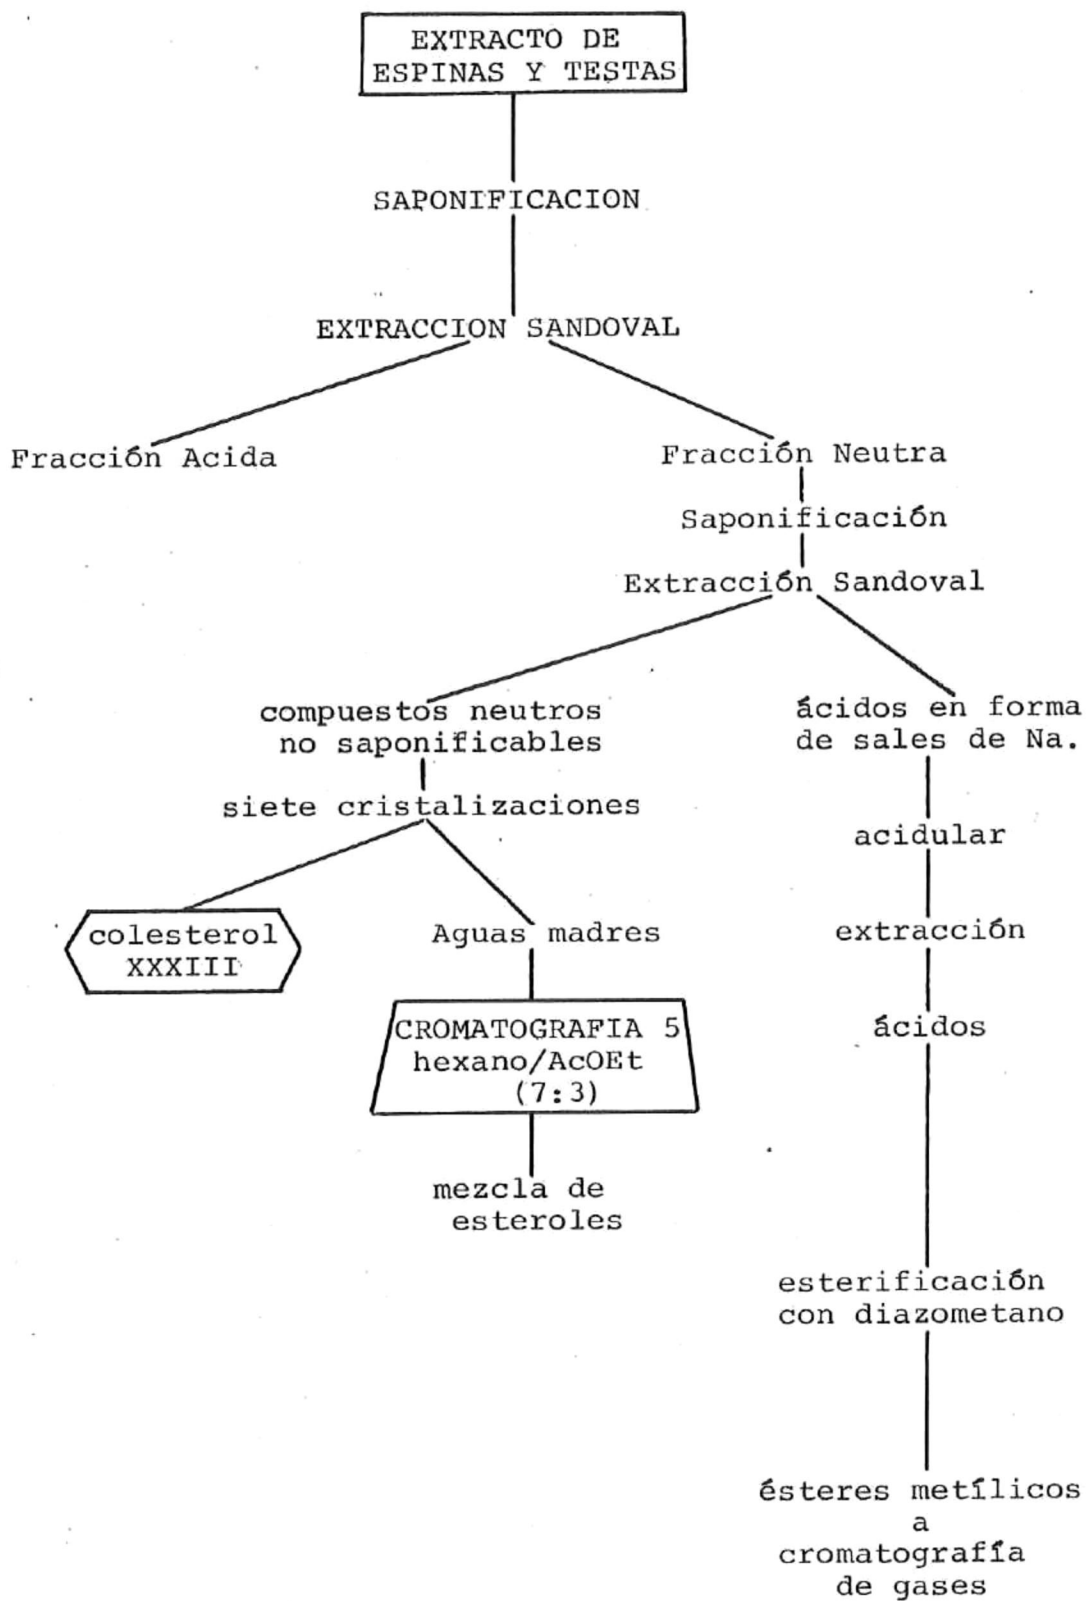 EXTRACTO DE
ESPINAS Y TESTAS
SAPONIFICACION
EXTRACCION SANDOVAL
Fracción Acida
Fracción Neutra
Saponificación
Extracción Sandoval
compuestos neutros
no saponificables
siete cristalizaciones
colesterol
XXXIII
Aguas madres
CROMATOGRAFIA 5
hexano/AcOEt
(7:3)
mezcla de
esteroles
ácidos en forma
de sales de Na.
acidular
extracción
ácidos
esterificación
con diazometano
ésteres metílicos
a
cromatografía
de gases